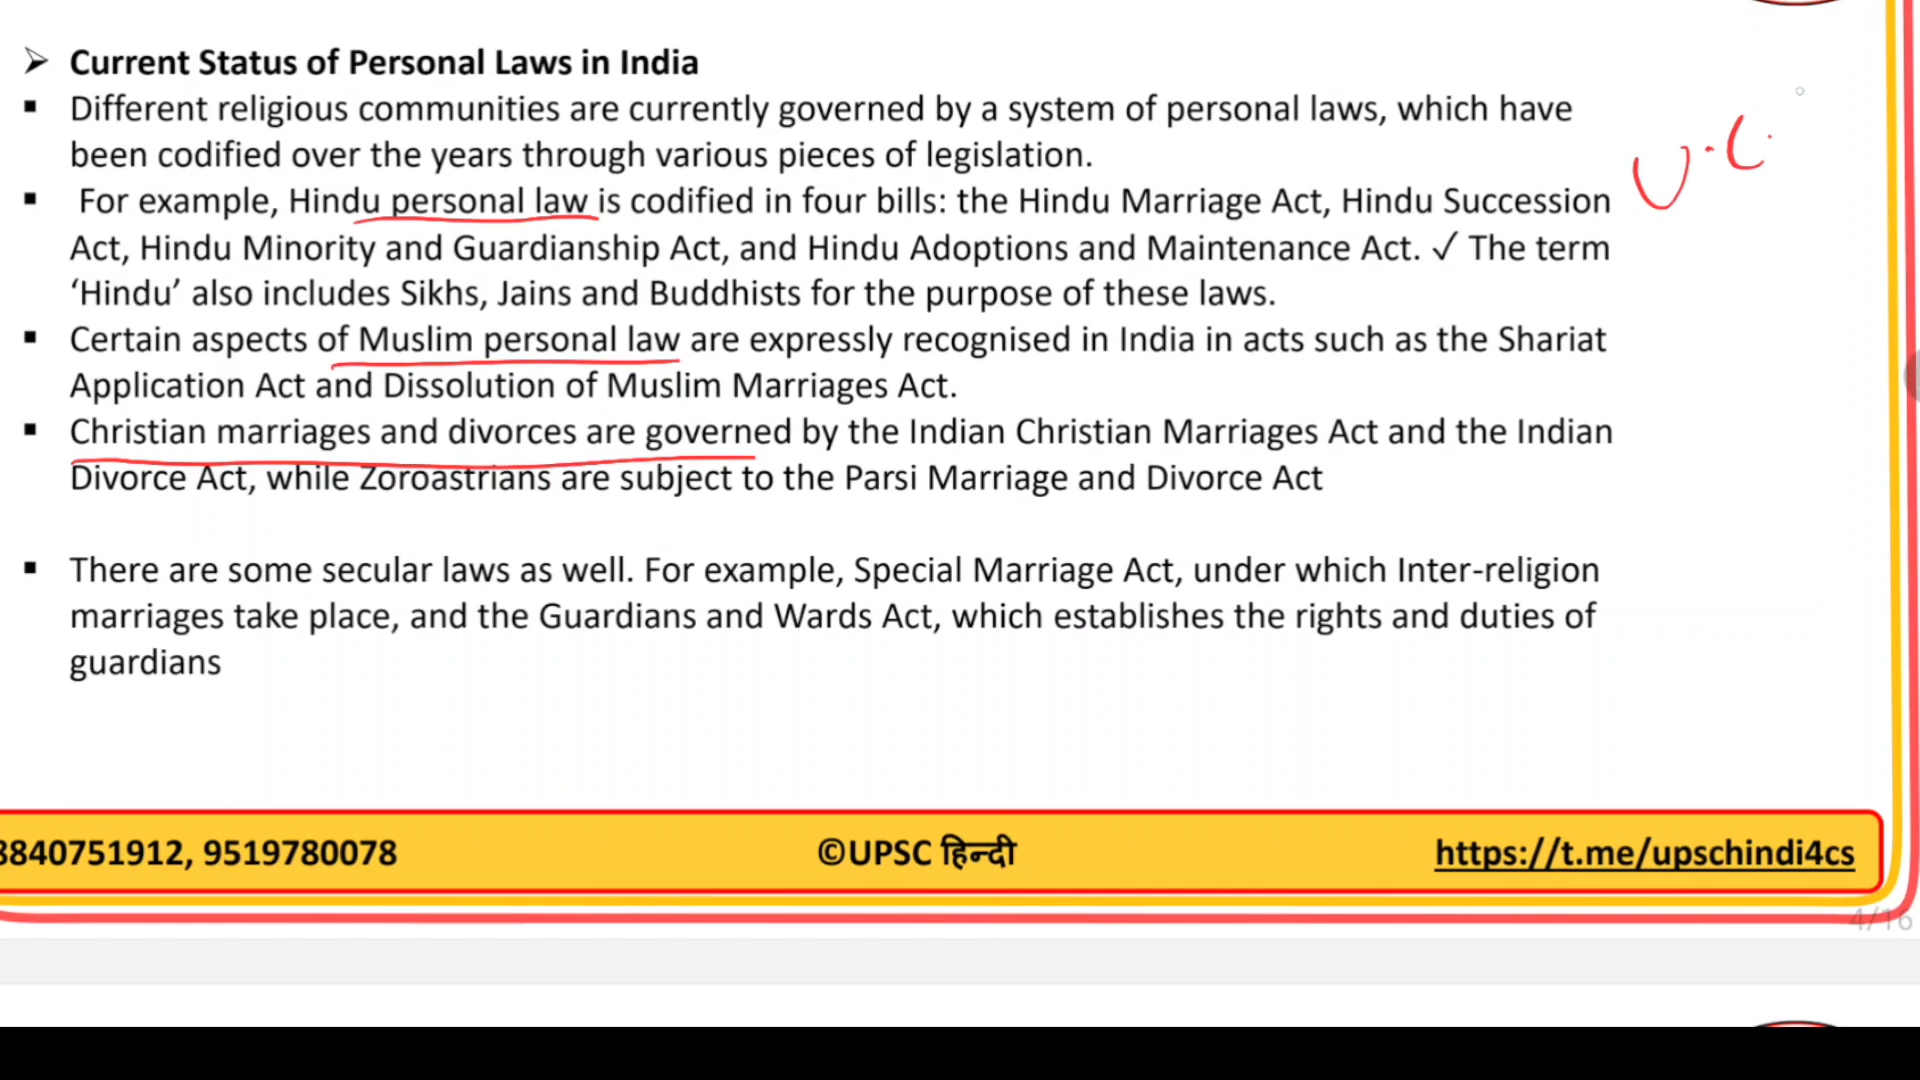 ➢ Current Status of Personal Laws in India
▪ Different religious communities are currently governed by a system of personal laws, which have
been codified over the years through various pieces of legislation.
▪ For example, Hindu personal law is codified in four bills: the Hindu Marriage Act, Hindu Succession
Act, Hindu Minority and Guardianship Act, and Hindu Adoptions and Maintenance Act. ✓ The term
‘Hindu’ also includes Sikhs, Jains and Buddhists for the purpose of these laws.
▪ Certain aspects of Muslim personal law are expressly recognised in India in acts such as the Shariat
Application Act and Dissolution of Muslim Marriages Act.
▪ Christian marriages and divorces are governed by the Indian Christian Marriages Act and the Indian
Divorce Act, while Zoroastrians are subject to the Parsi Marriage and Divorce Act
▪ There are some secular laws as well. For example, Special Marriage Act, under which Inter-religion
marriages take place, and the Guardians and Wards Act, which establishes the rights and duties of
guardians
U.C.
8840751912, 9519780078 ©UPSC हिन्दी https://t.me/upschindi4cs
4/16